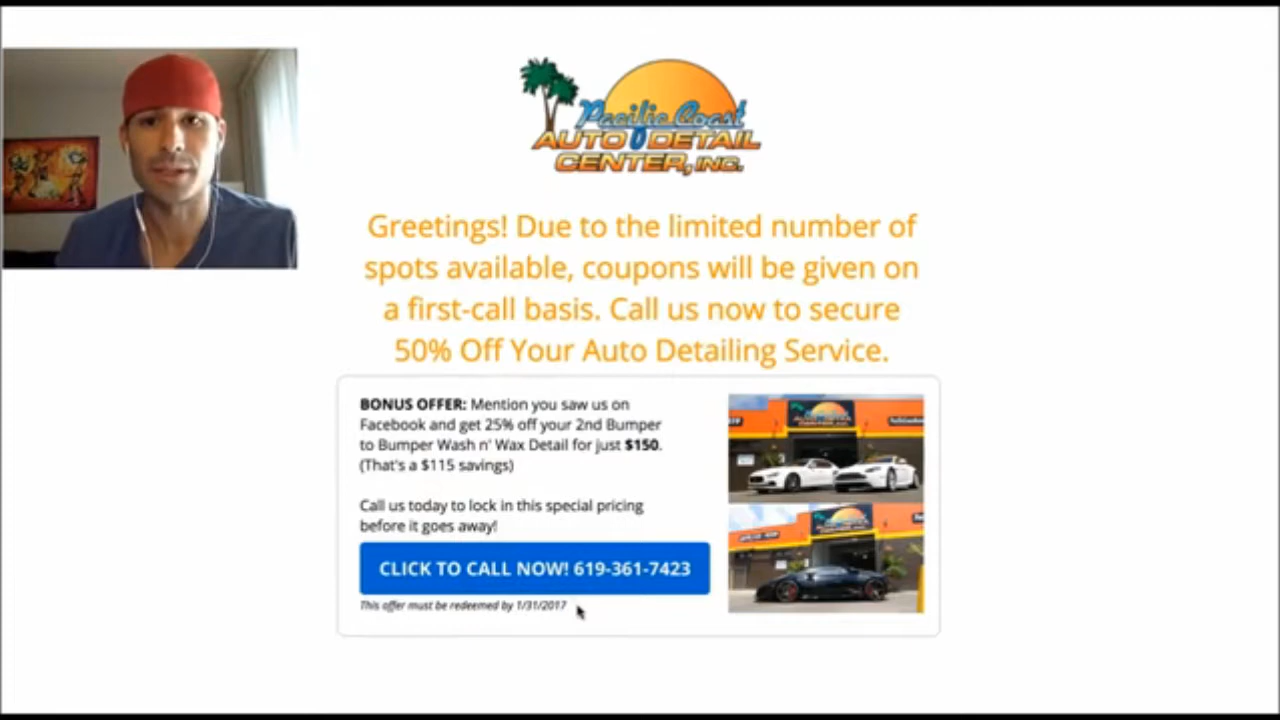 Pacific Coast
AUTO DETAIL
CENTER, INC.
Greetings! Due to the limited number of
spots available, coupons will be given on
a first-call basis. Call us now to secure
50% Off Your Auto Detailing Service.
BONUS OFFER: Mention you saw us on
Facebook and get 25% off your 2nd Bumper
to Bumper Wash n' Wax Detail for just $150.
(That's a $115 savings)
Call us today to lock in this special pricing
before it goes away!
CLICK TO CALL NOW! 619-361-7423
This offer must be redeemed by 1/31/2017